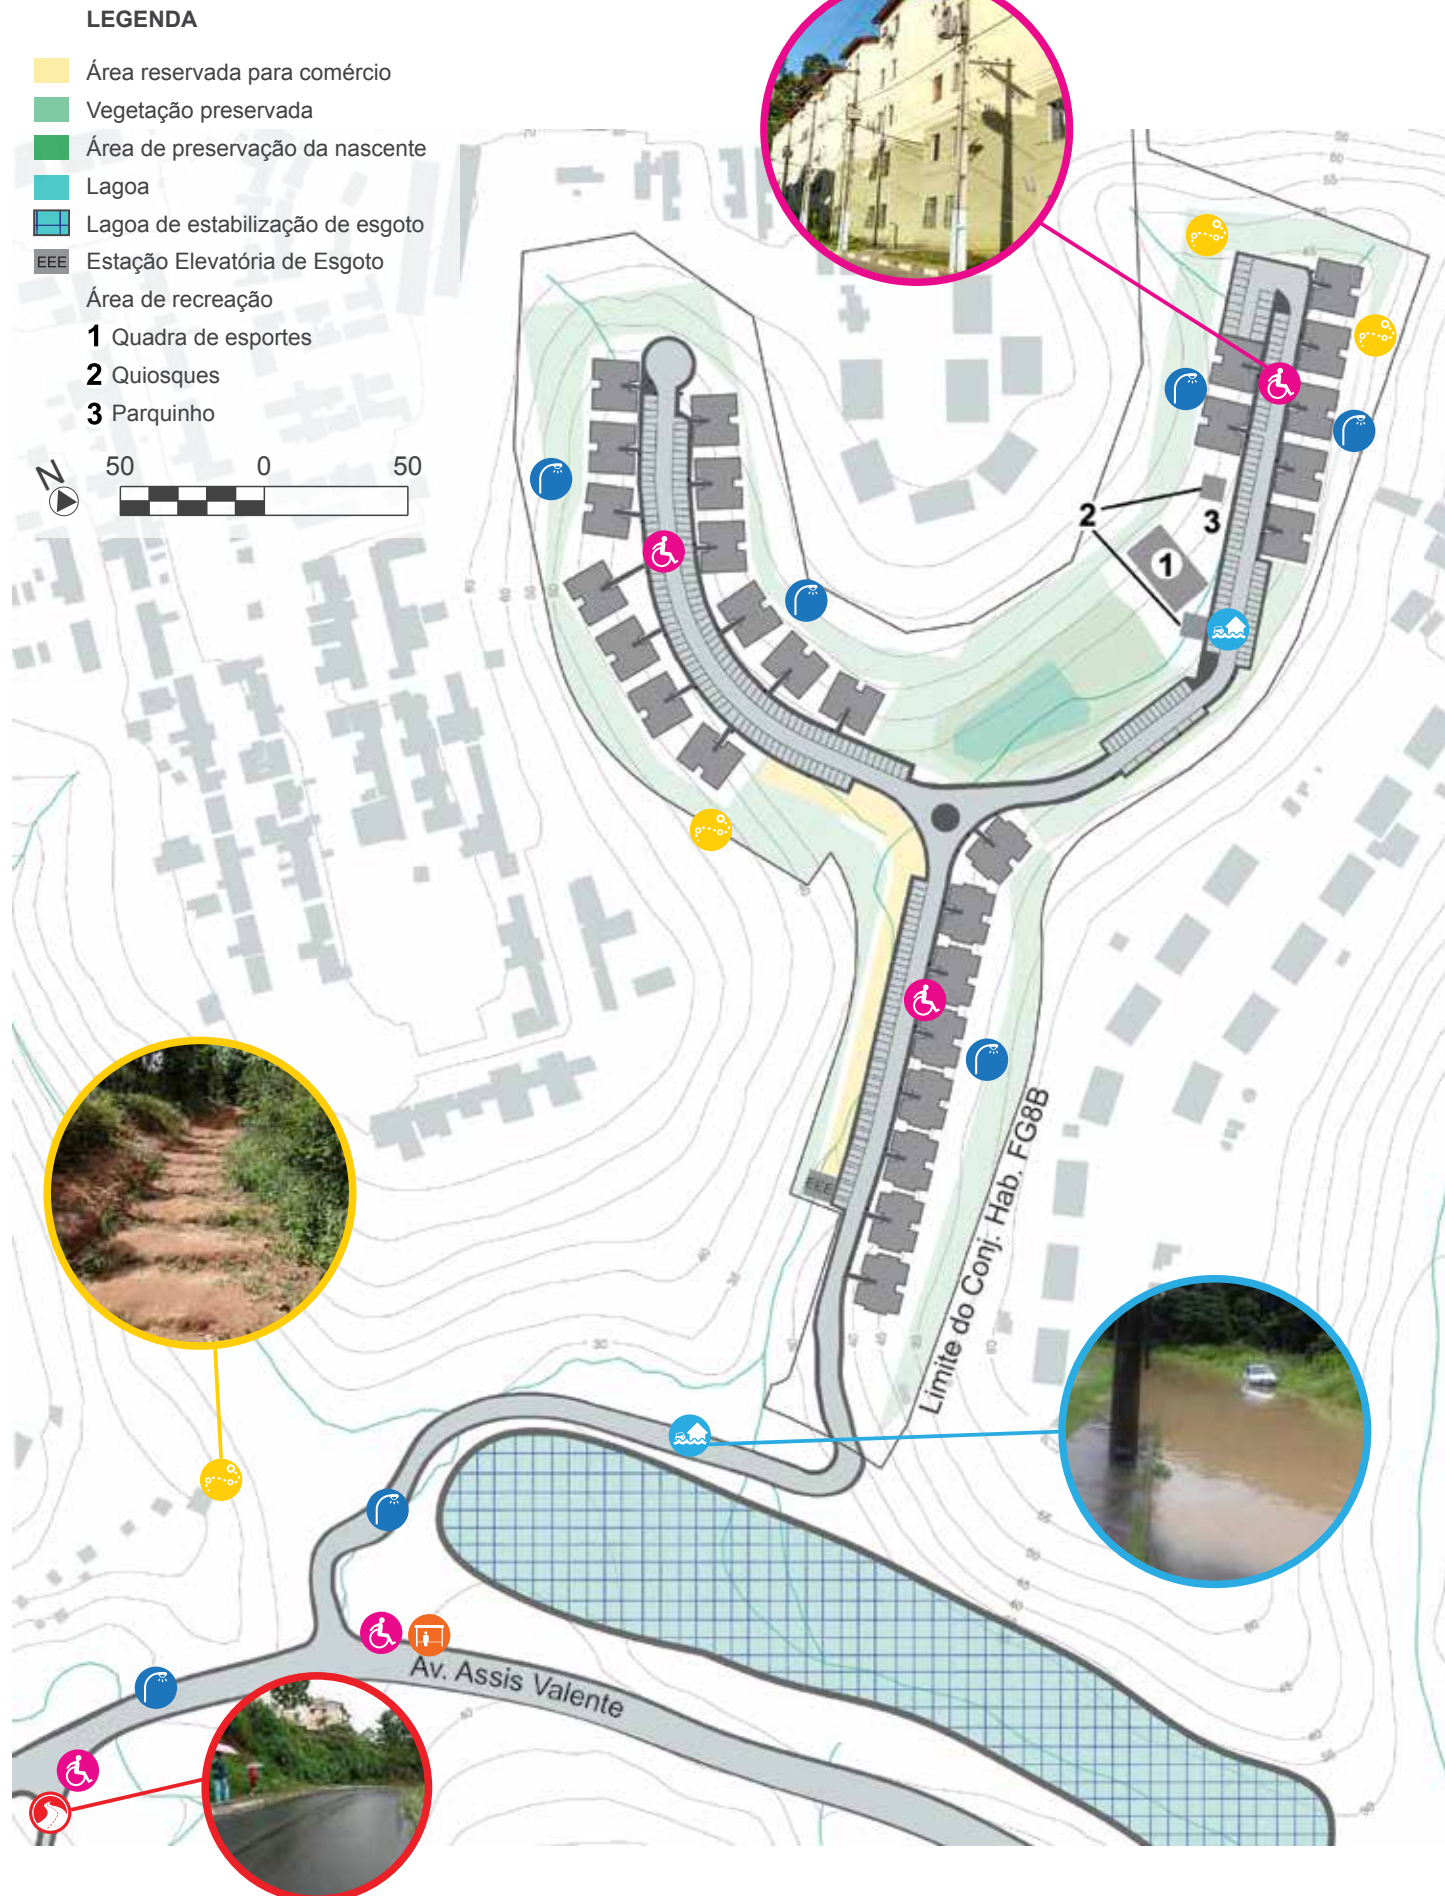 LEGENDA
Área reservada para comércio
Vegetação preservada
Área de preservação da nascente
Lagoa
Lagoa de estabilização de esgoto
EEE Estação Elevatória de Esgoto
Área de recreação
1 Quadra de esportes
2 Quiosques
3 Parquinho
N
50 0 50
2
3
1
EEE
Limite do Conj. Hab. FG8B
Av. Assis Valente